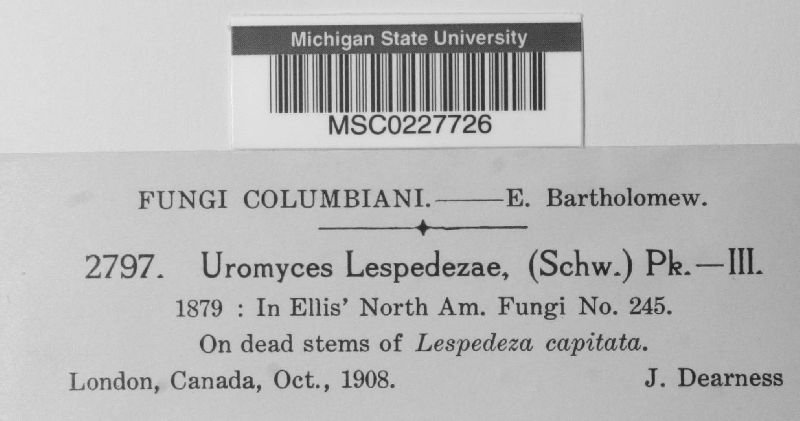 Michigan State University
MSC0227726
FUNGI COLUMBIANI.——E. Bartholomew.
2797. Uromyces Lespedezae, (Schw.) Pk.—III.
1879 : In Ellis' North Am. Fungi No. 245.
On dead stems of Lespedeza capitata.
London, Canada, Oct., 1908. J. Dearness